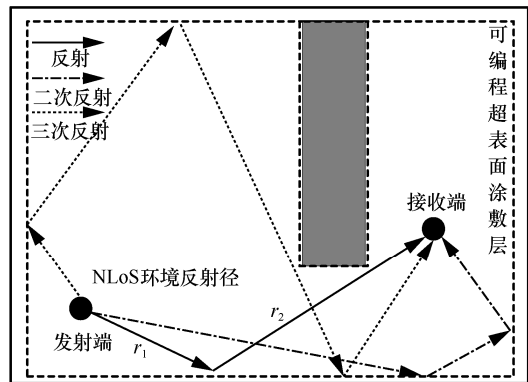 反射
二次反射
三次反射
可编程超表面涂敷层
接收端
NLoS环境反射径
发射端
r1
r2